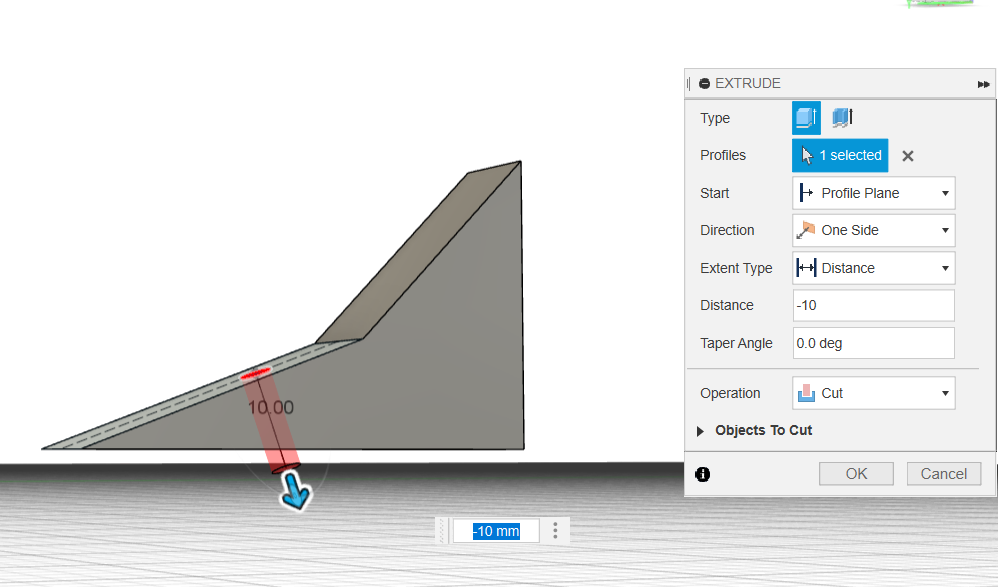 EXTRUDE
Type
Profiles
1 selected
Start
Profile Plane
Direction
One Side
Extent Type
Distance
Distance
-10
Taper Angle
0.0 deg
Operation
Cut
Objects To Cut
OK
Cancel
10.00
-10 mm